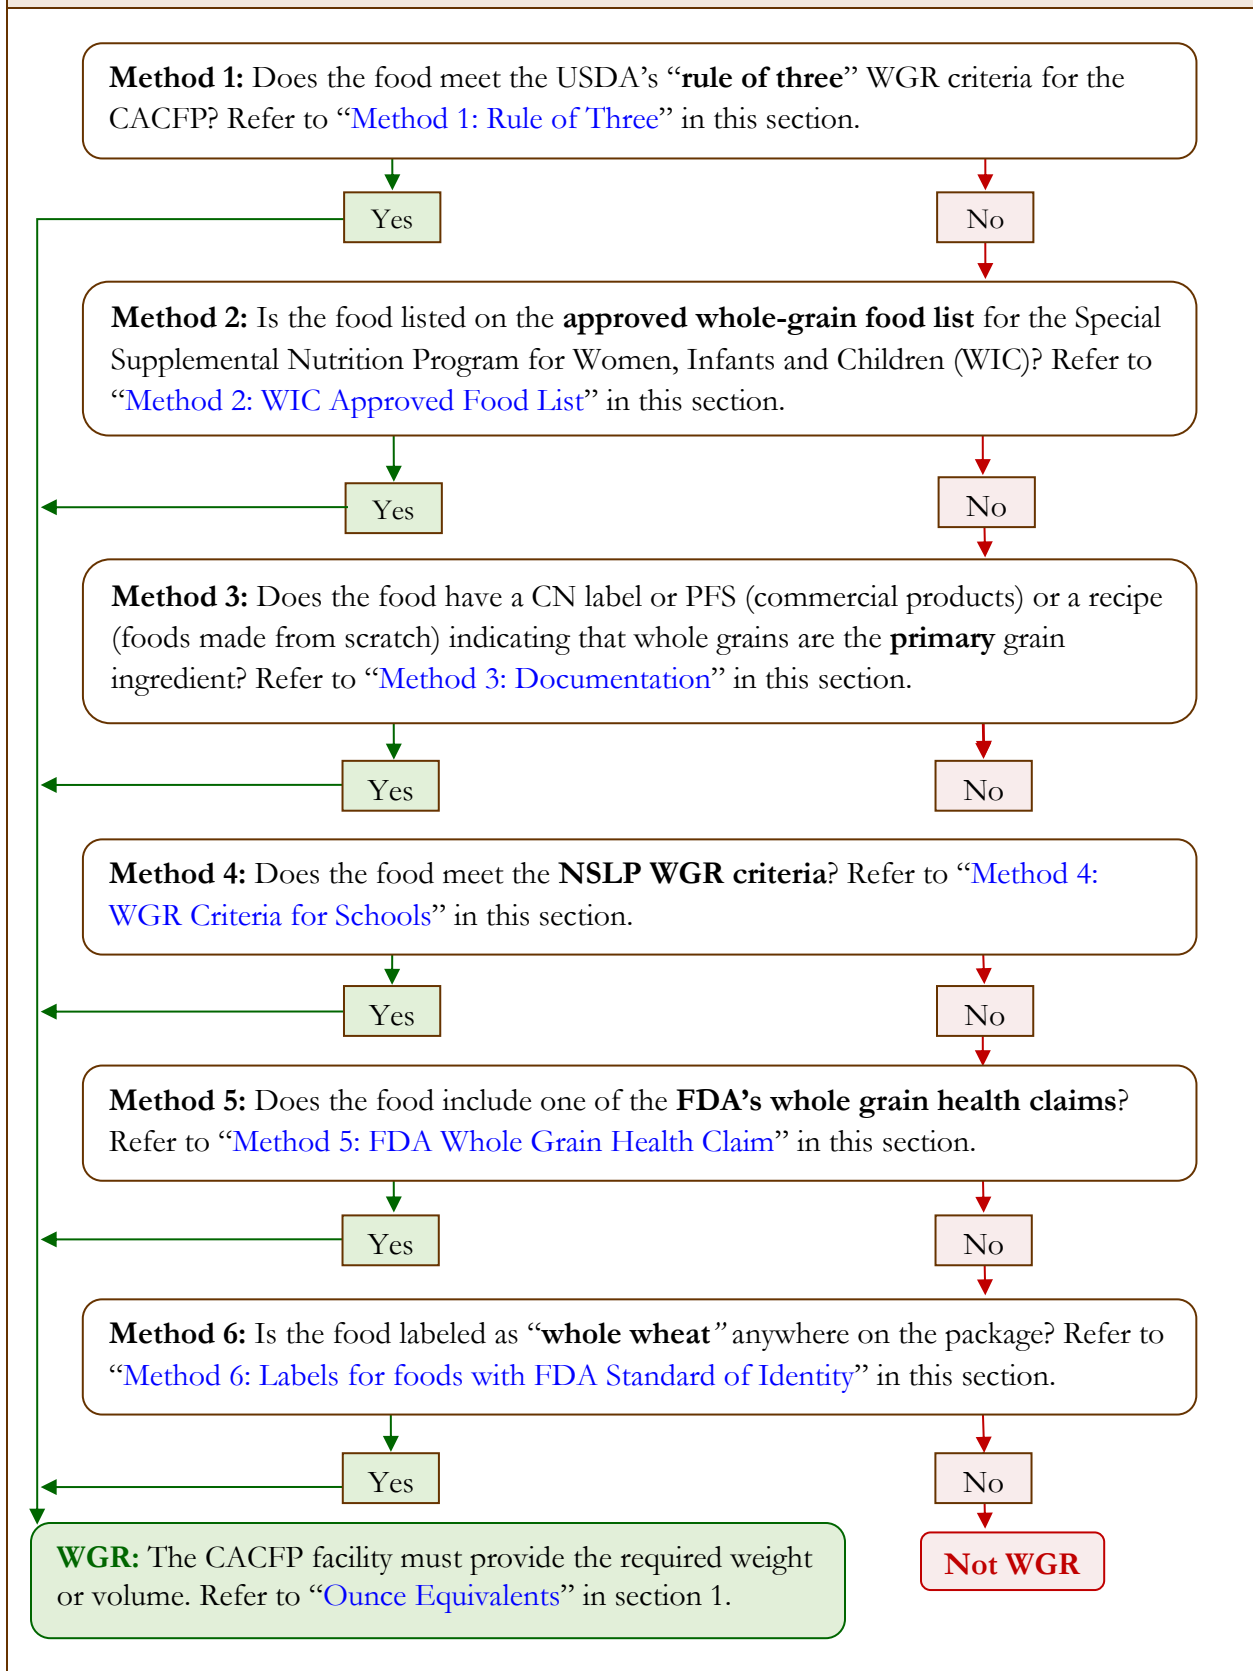 Method 1: Does the food meet the USDA’s “rule of three” WGR criteria for the
CACFP? Refer to “Method 1: Rule of Three” in this section.
Yes
No
Method 2: Is the food listed on the approved whole-grain food list for the Special
Supplemental Nutrition Program for Women, Infants and Children (WIC)? Refer to
“Method 2: WIC Approved Food List” in this section.
Yes
No
Method 3: Does the food have a CN label or PFS (commercial products) or a recipe
(foods made from scratch) indicating that whole grains are the primary grain
ingredient? Refer to “Method 3: Documentation” in this section.
Yes
No
Method 4: Does the food meet the NSLP WGR criteria? Refer to “Method 4:
WGR Criteria for Schools” in this section.
Yes
No
Method 5: Does the food include one of the FDA’s whole grain health claims?
Refer to “Method 5: FDA Whole Grain Health Claim” in this section.
Yes
No
Method 6: Is the food labeled as “whole wheat” anywhere on the package? Refer to
“Method 6: Labels for foods with FDA Standard of Identity” in this section.
Yes
No
WGR: The CACFP facility must provide the required weight
or volume. Refer to “Ounce Equivalents” in section 1.
Not WGR